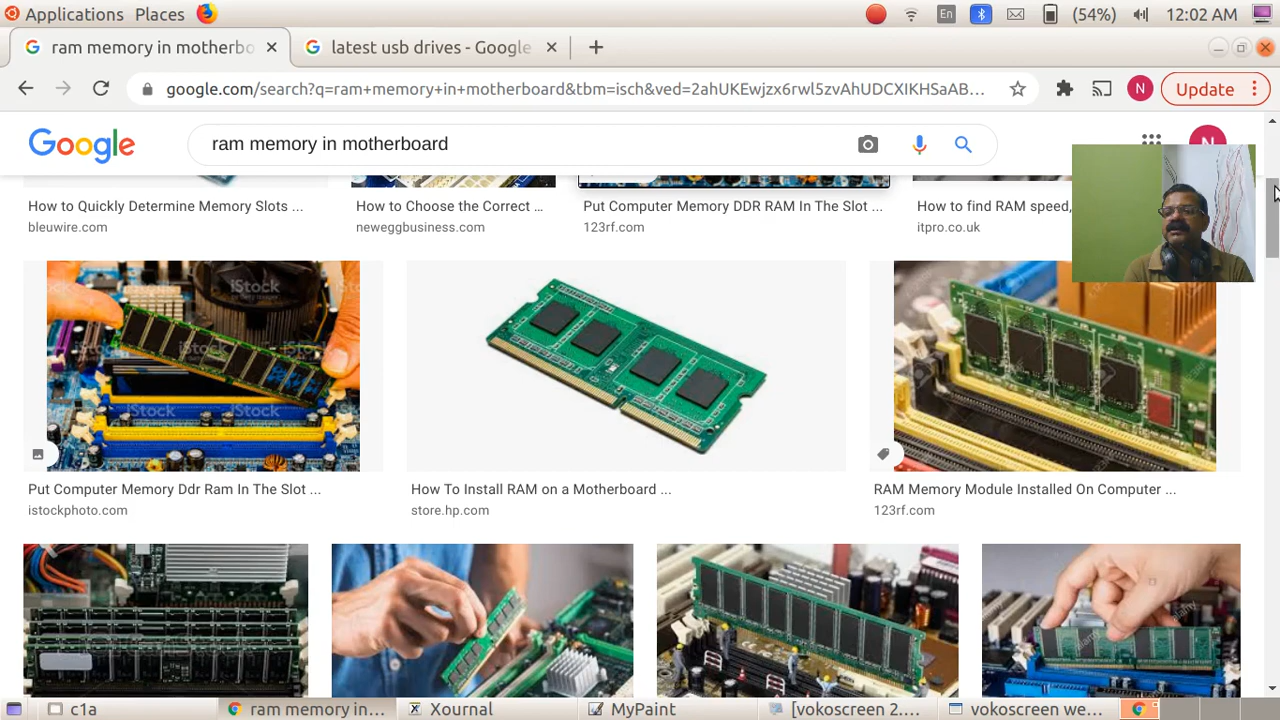 Applications Places En (54%) 12:02 AM
ram memory in motherbo latest usb drives - Google
google.com/search?q=ram+memory+in+motherboard&tbm=isch&ved=2ahUKEwjzx6rwl5zvAhUDCXIKHSaAB... N Update
Google ram memory in motherboard N
How to Quickly Determine Memory Slots ...
bleuwire.com
How to Choose the Correct ...
neweggbusiness.com
Put Computer Memory DDR RAM In The Slot ...
123rf.com
How to find RAM speed,
itpro.co.uk
iStock
iStock
iStock
iStock
Put Computer Memory Ddr Ram In The Slot ...
istockphoto.com
How To Install RAM on a Motherboard ...
store.hp.com
RAM Memory Module Installed On Computer ...
123rf.com
c1a ram memory in... Xournal MyPaint [vokoscreen 2.... vokoscreen we...